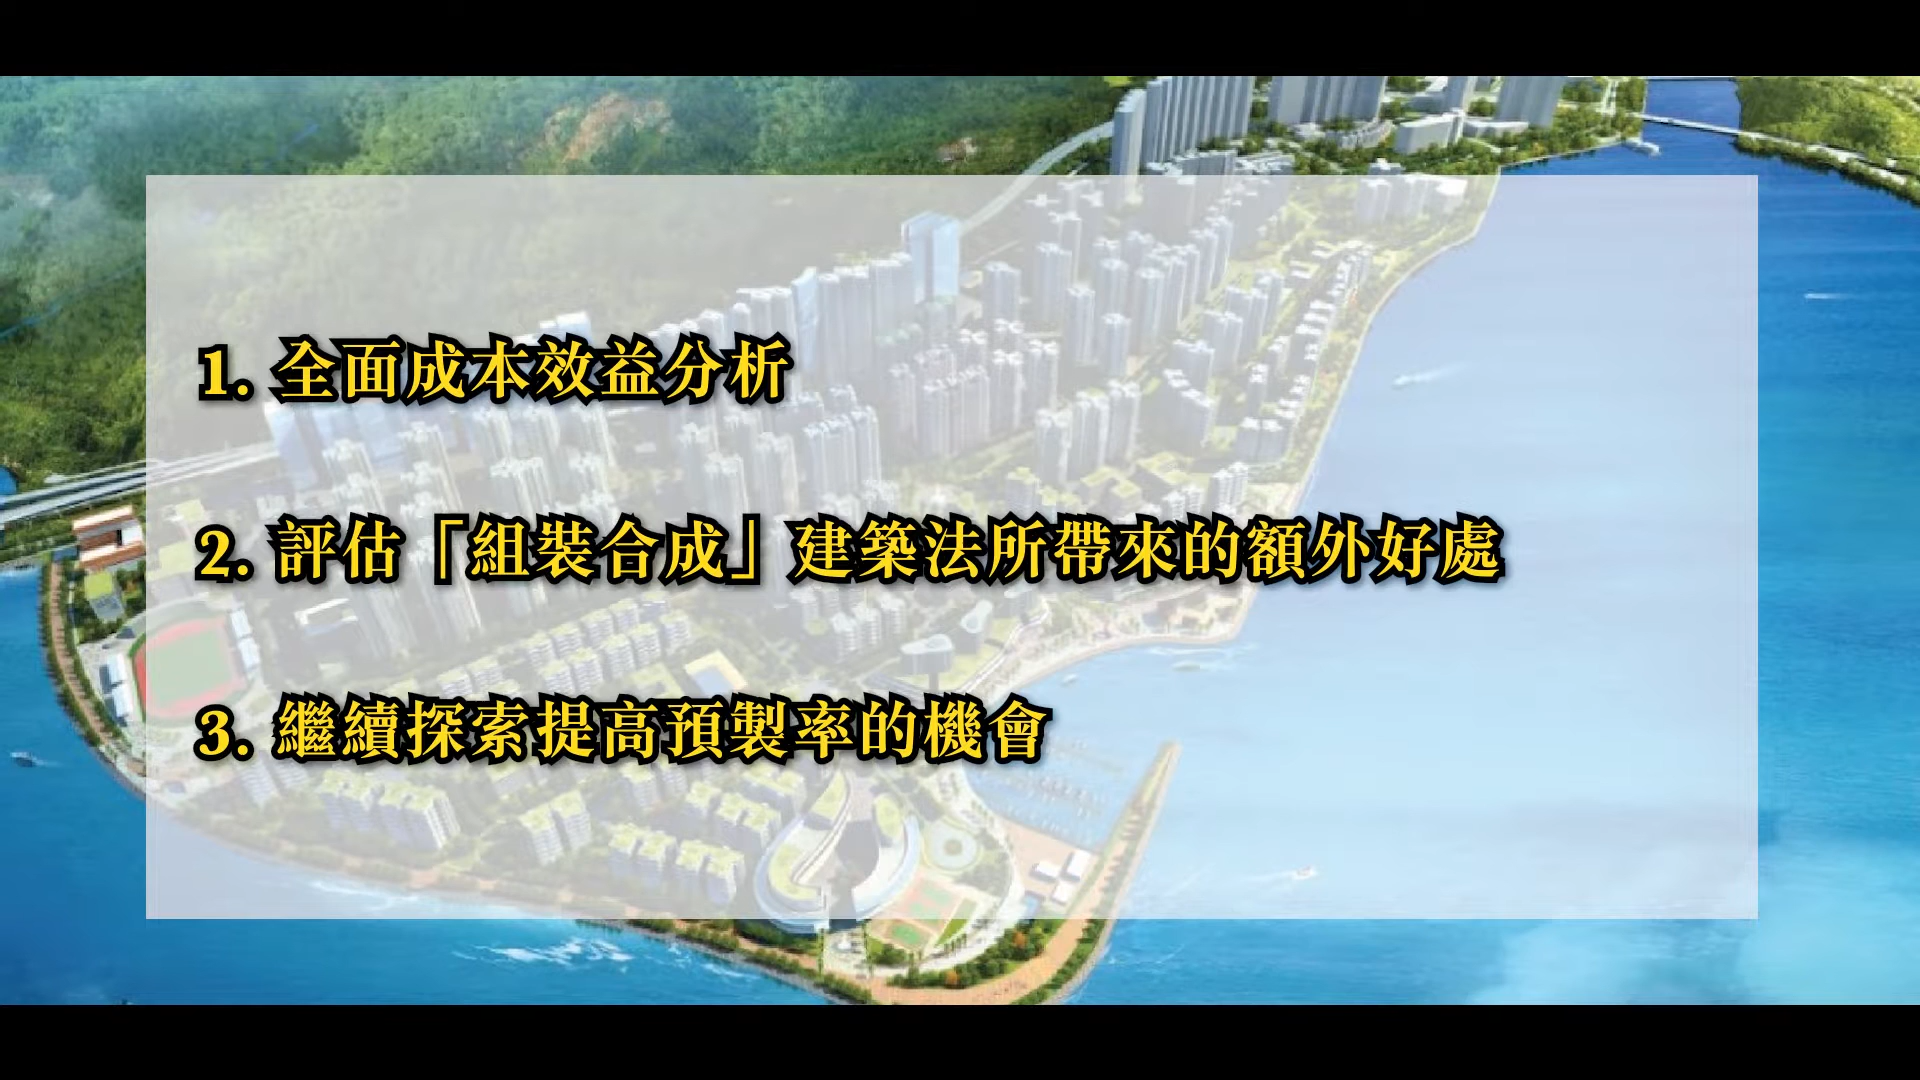 1. 全面成本效益分析
2. 評估「組裝合成」建築法所帶來的額外好處
3. 繼續探索提高預製率的機會